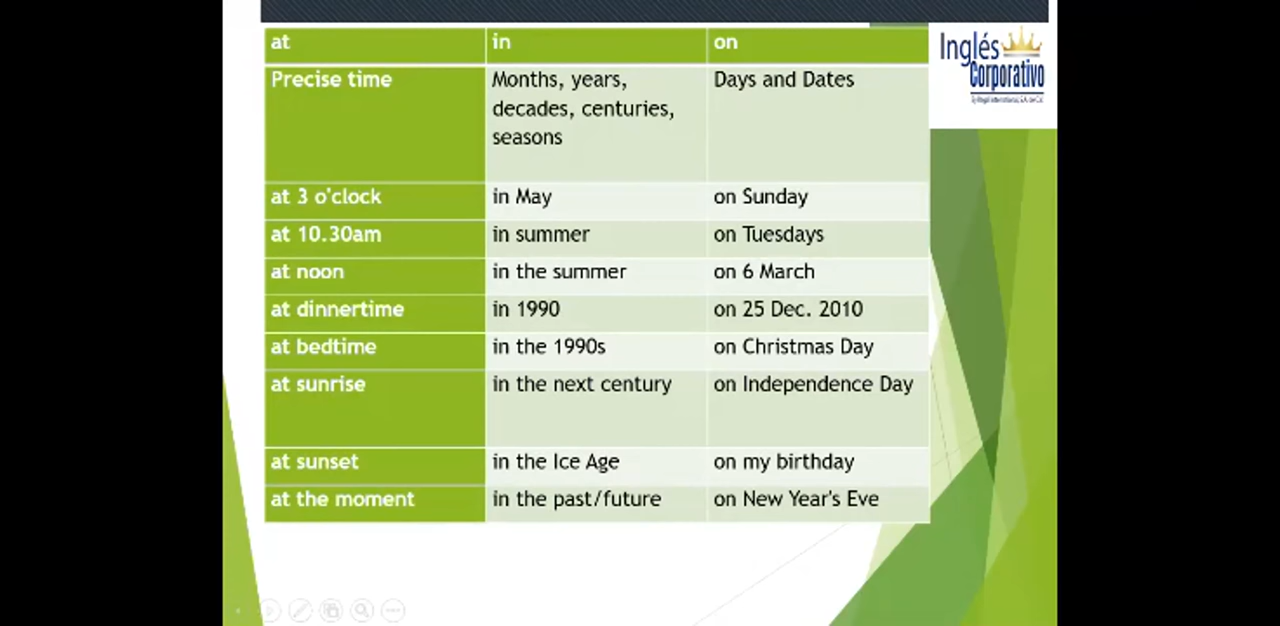 at in on
Precise time Months, years, Days and Dates
decades, centuries,
seasons
at 3 o'clock in May on Sunday
at 10.30am in summer on Tuesdays
at noon in the summer on 6 March
at dinnertime in 1990 on 25 Dec. 2010
at bedtime in the 1990s on Christmas Day
at sunrise in the next century on Independence Day
at sunset in the Ice Age on my birthday
at the moment in the past/future on New Year's Eve
Inglés
Corporativo